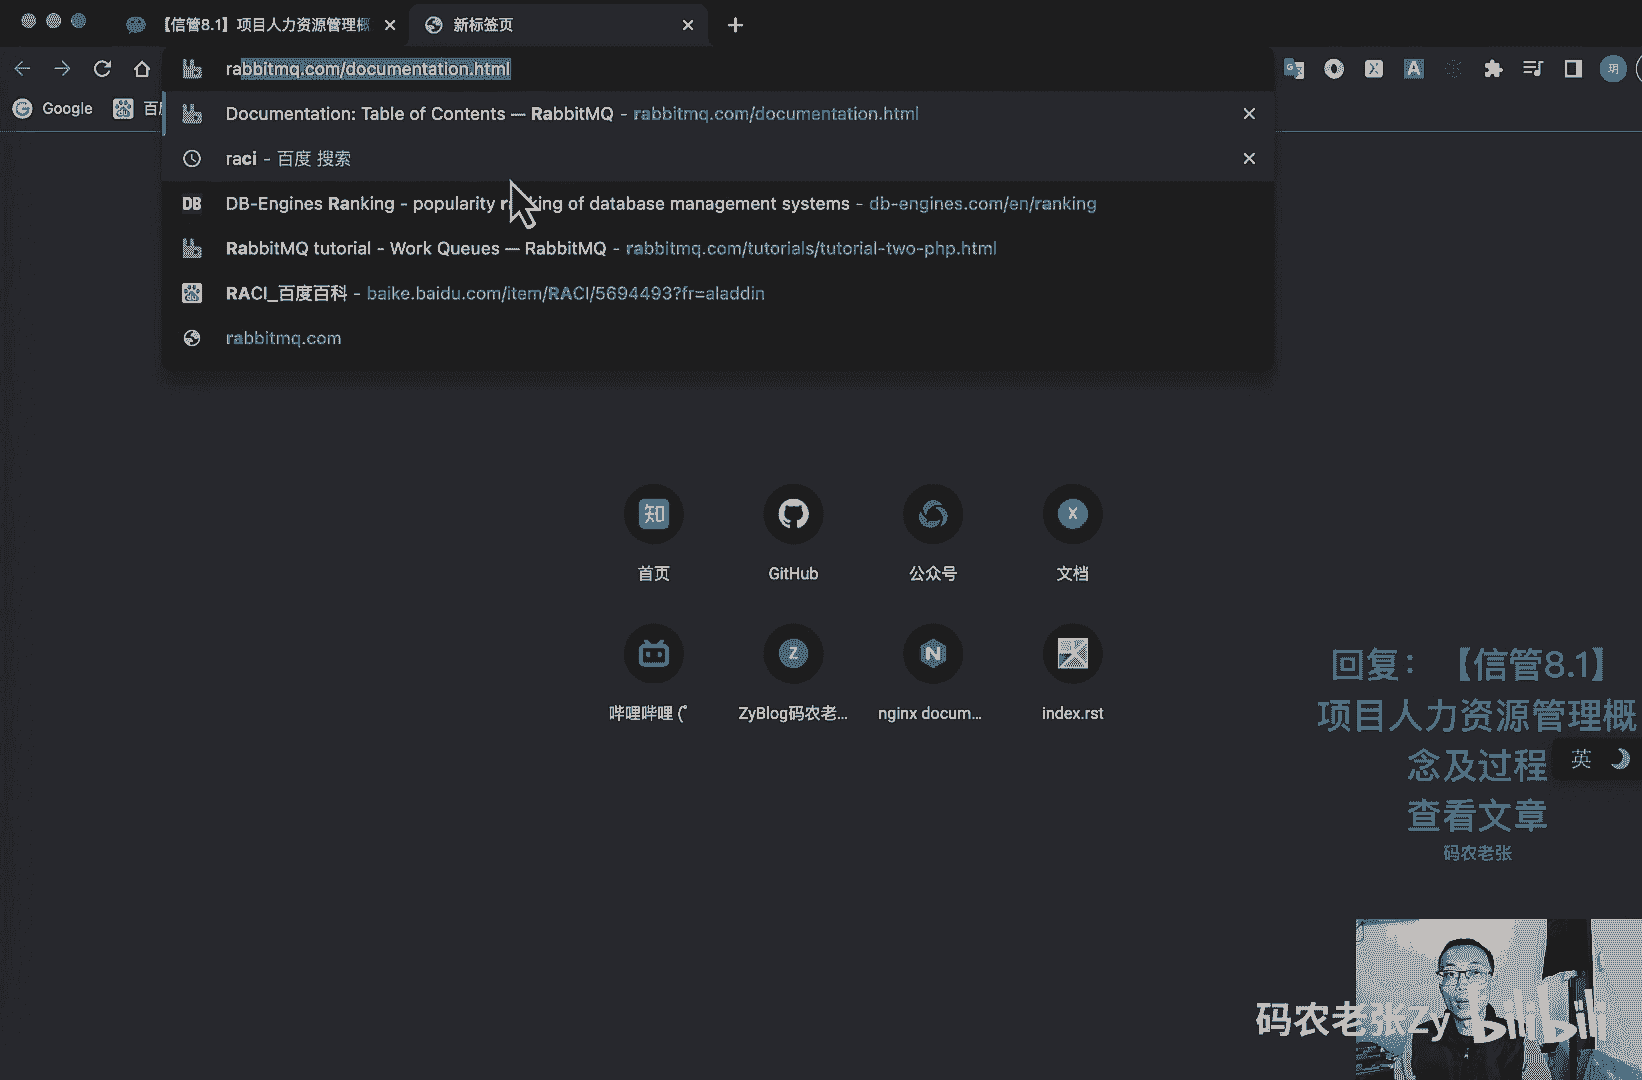 【信管8.1】项目人力资源管理概
新标签页
rabbitmq.com/documentation.html
Google
Documentation: Table of Contents — RabbitMQ - rabbitmq.com/documentation.html
raci - 百度 搜索
DB DB-Engines Ranking - popularity ranking of database management systems - db-engines.com/en/ranking
RabbitMQ tutorial - Work Queues — RabbitMQ - rabbitmq.com/tutorials/tutorial-two-php.html
RACI_百度百科 - baike.baidu.com/item/RACI/5694493?fr=aladdin
rabbitmq.com
知 X
首页 GitHub 公众号 文档
Z N
哔哩哔哩 (゜ ZyBlog码农老... nginx docum... index.rst
回复：【信管8.1】
项目人力资源管理概
念及过程
英
查看文章
码农老张
码农老张Zy bilibili